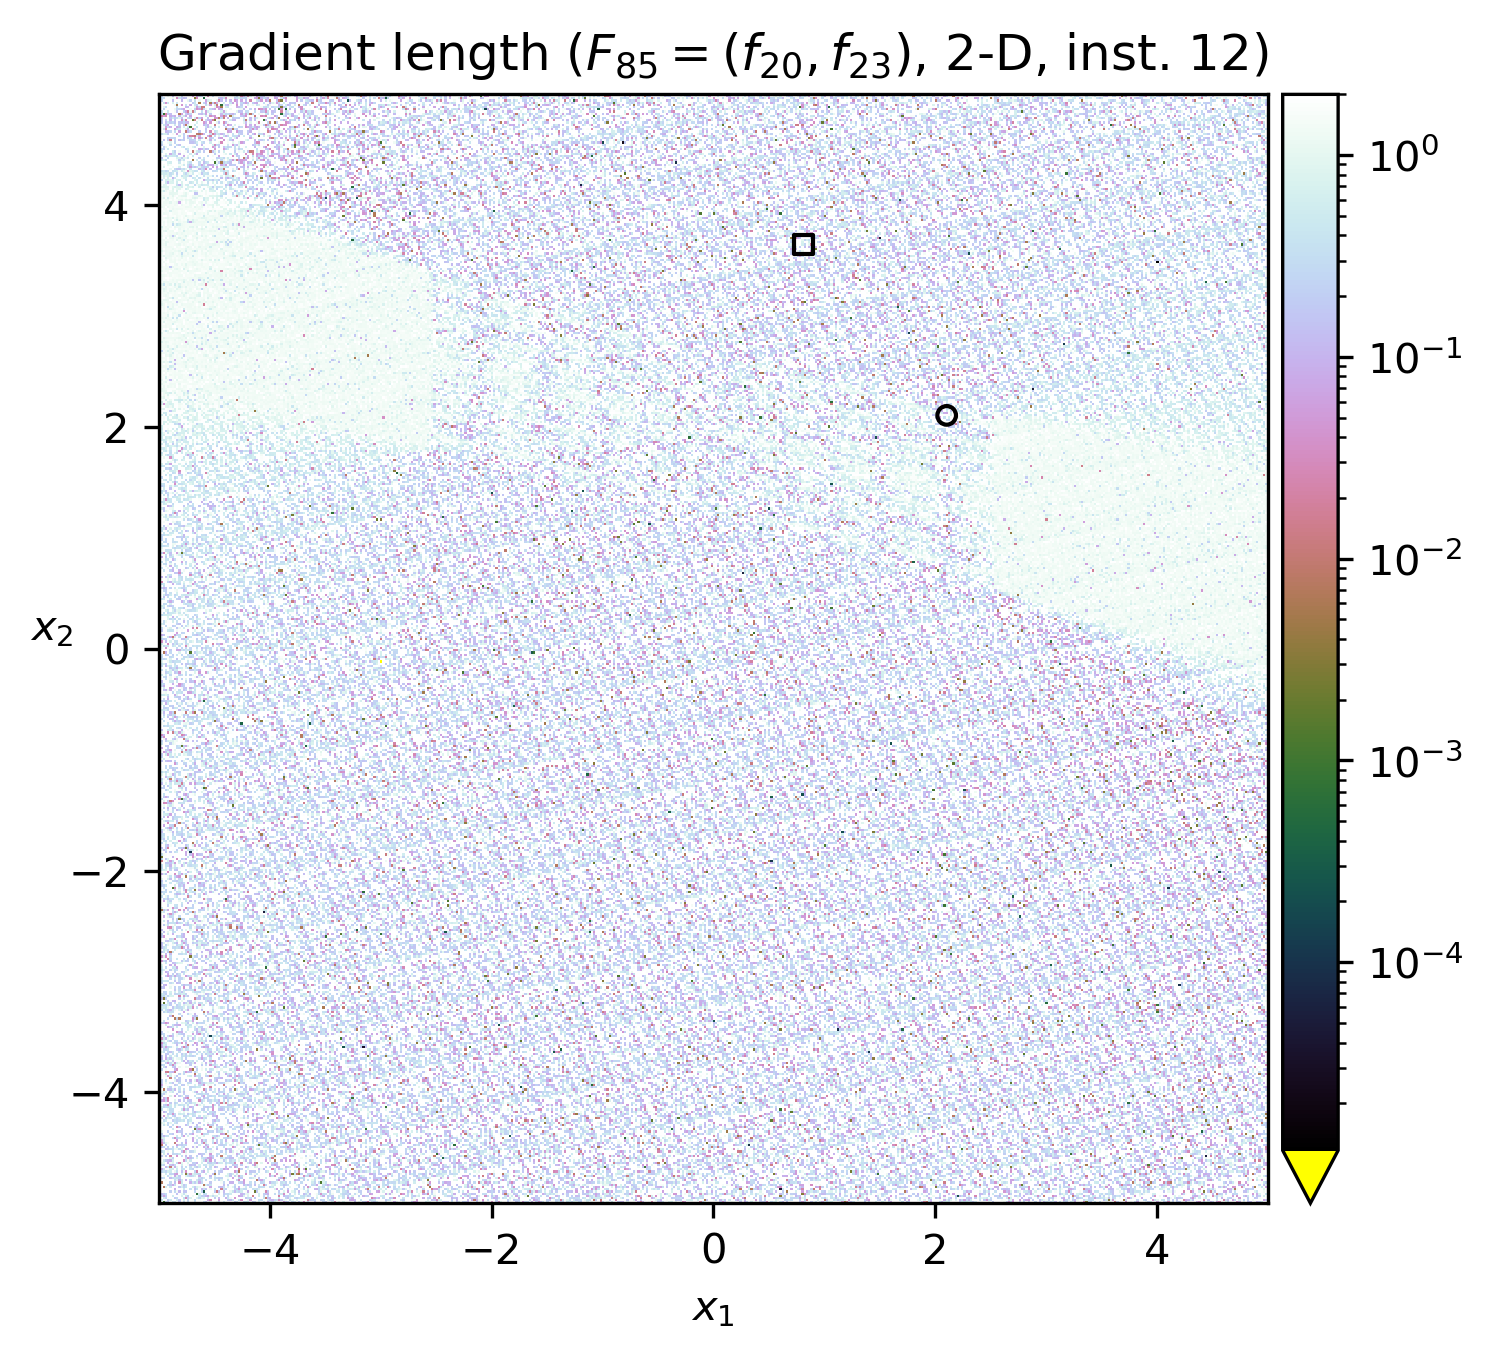 Gradient length (F₈₅ = (f₂₀, f₂₃), 2-D, inst. 12)
10⁰
4
10⁻¹
2
10⁻²
x₂
0
10⁻³
−2
10⁻⁴
−4
−4 −2 0 2 4
x₁